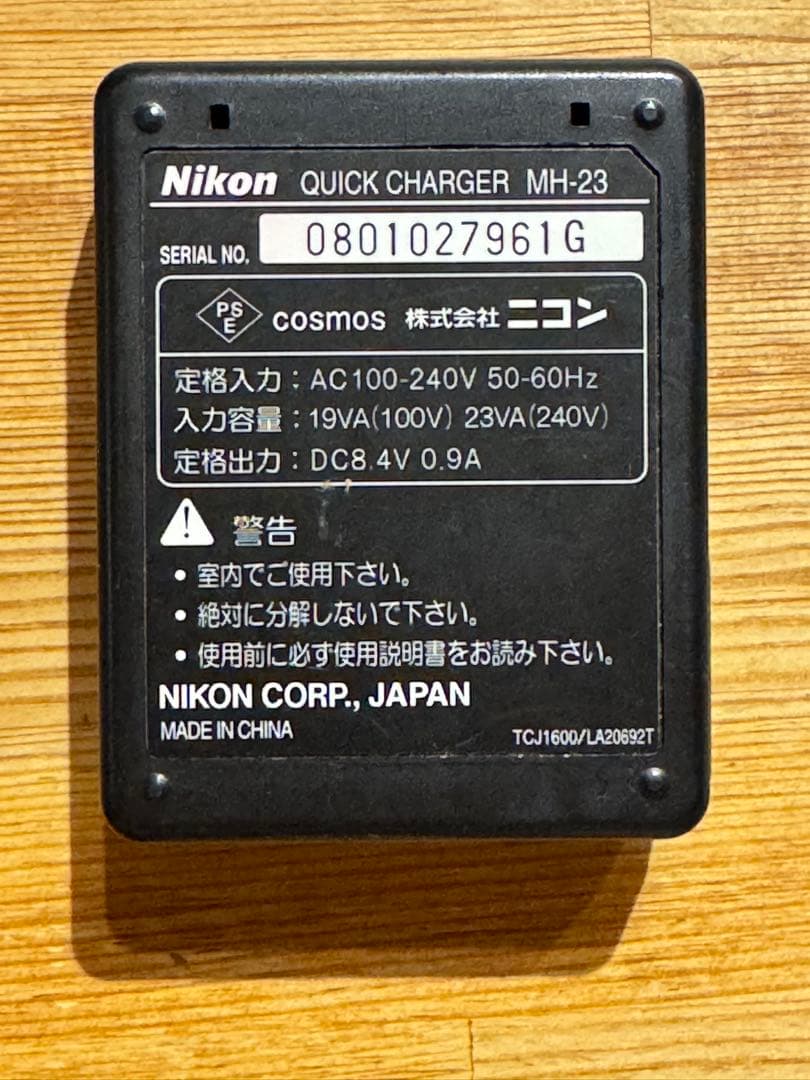 Nikon QUICK CHARGER MH-23
SERIAL NO. 0801027961G
PS E cosmos 株式会社 ニコン
定格入力：AC100-240V 50-60Hz
入力容量：19VA(100V) 23VA(240V)
定格出力：DC8.4V 0.9A
警告
• 室内でご使用下さい。
• 絶対に分解しないで下さい。
• 使用前に必ず使用説明書をお読み下さい。
NIKON CORP., JAPAN
MADE IN CHINA TCJ1600/LA20692T